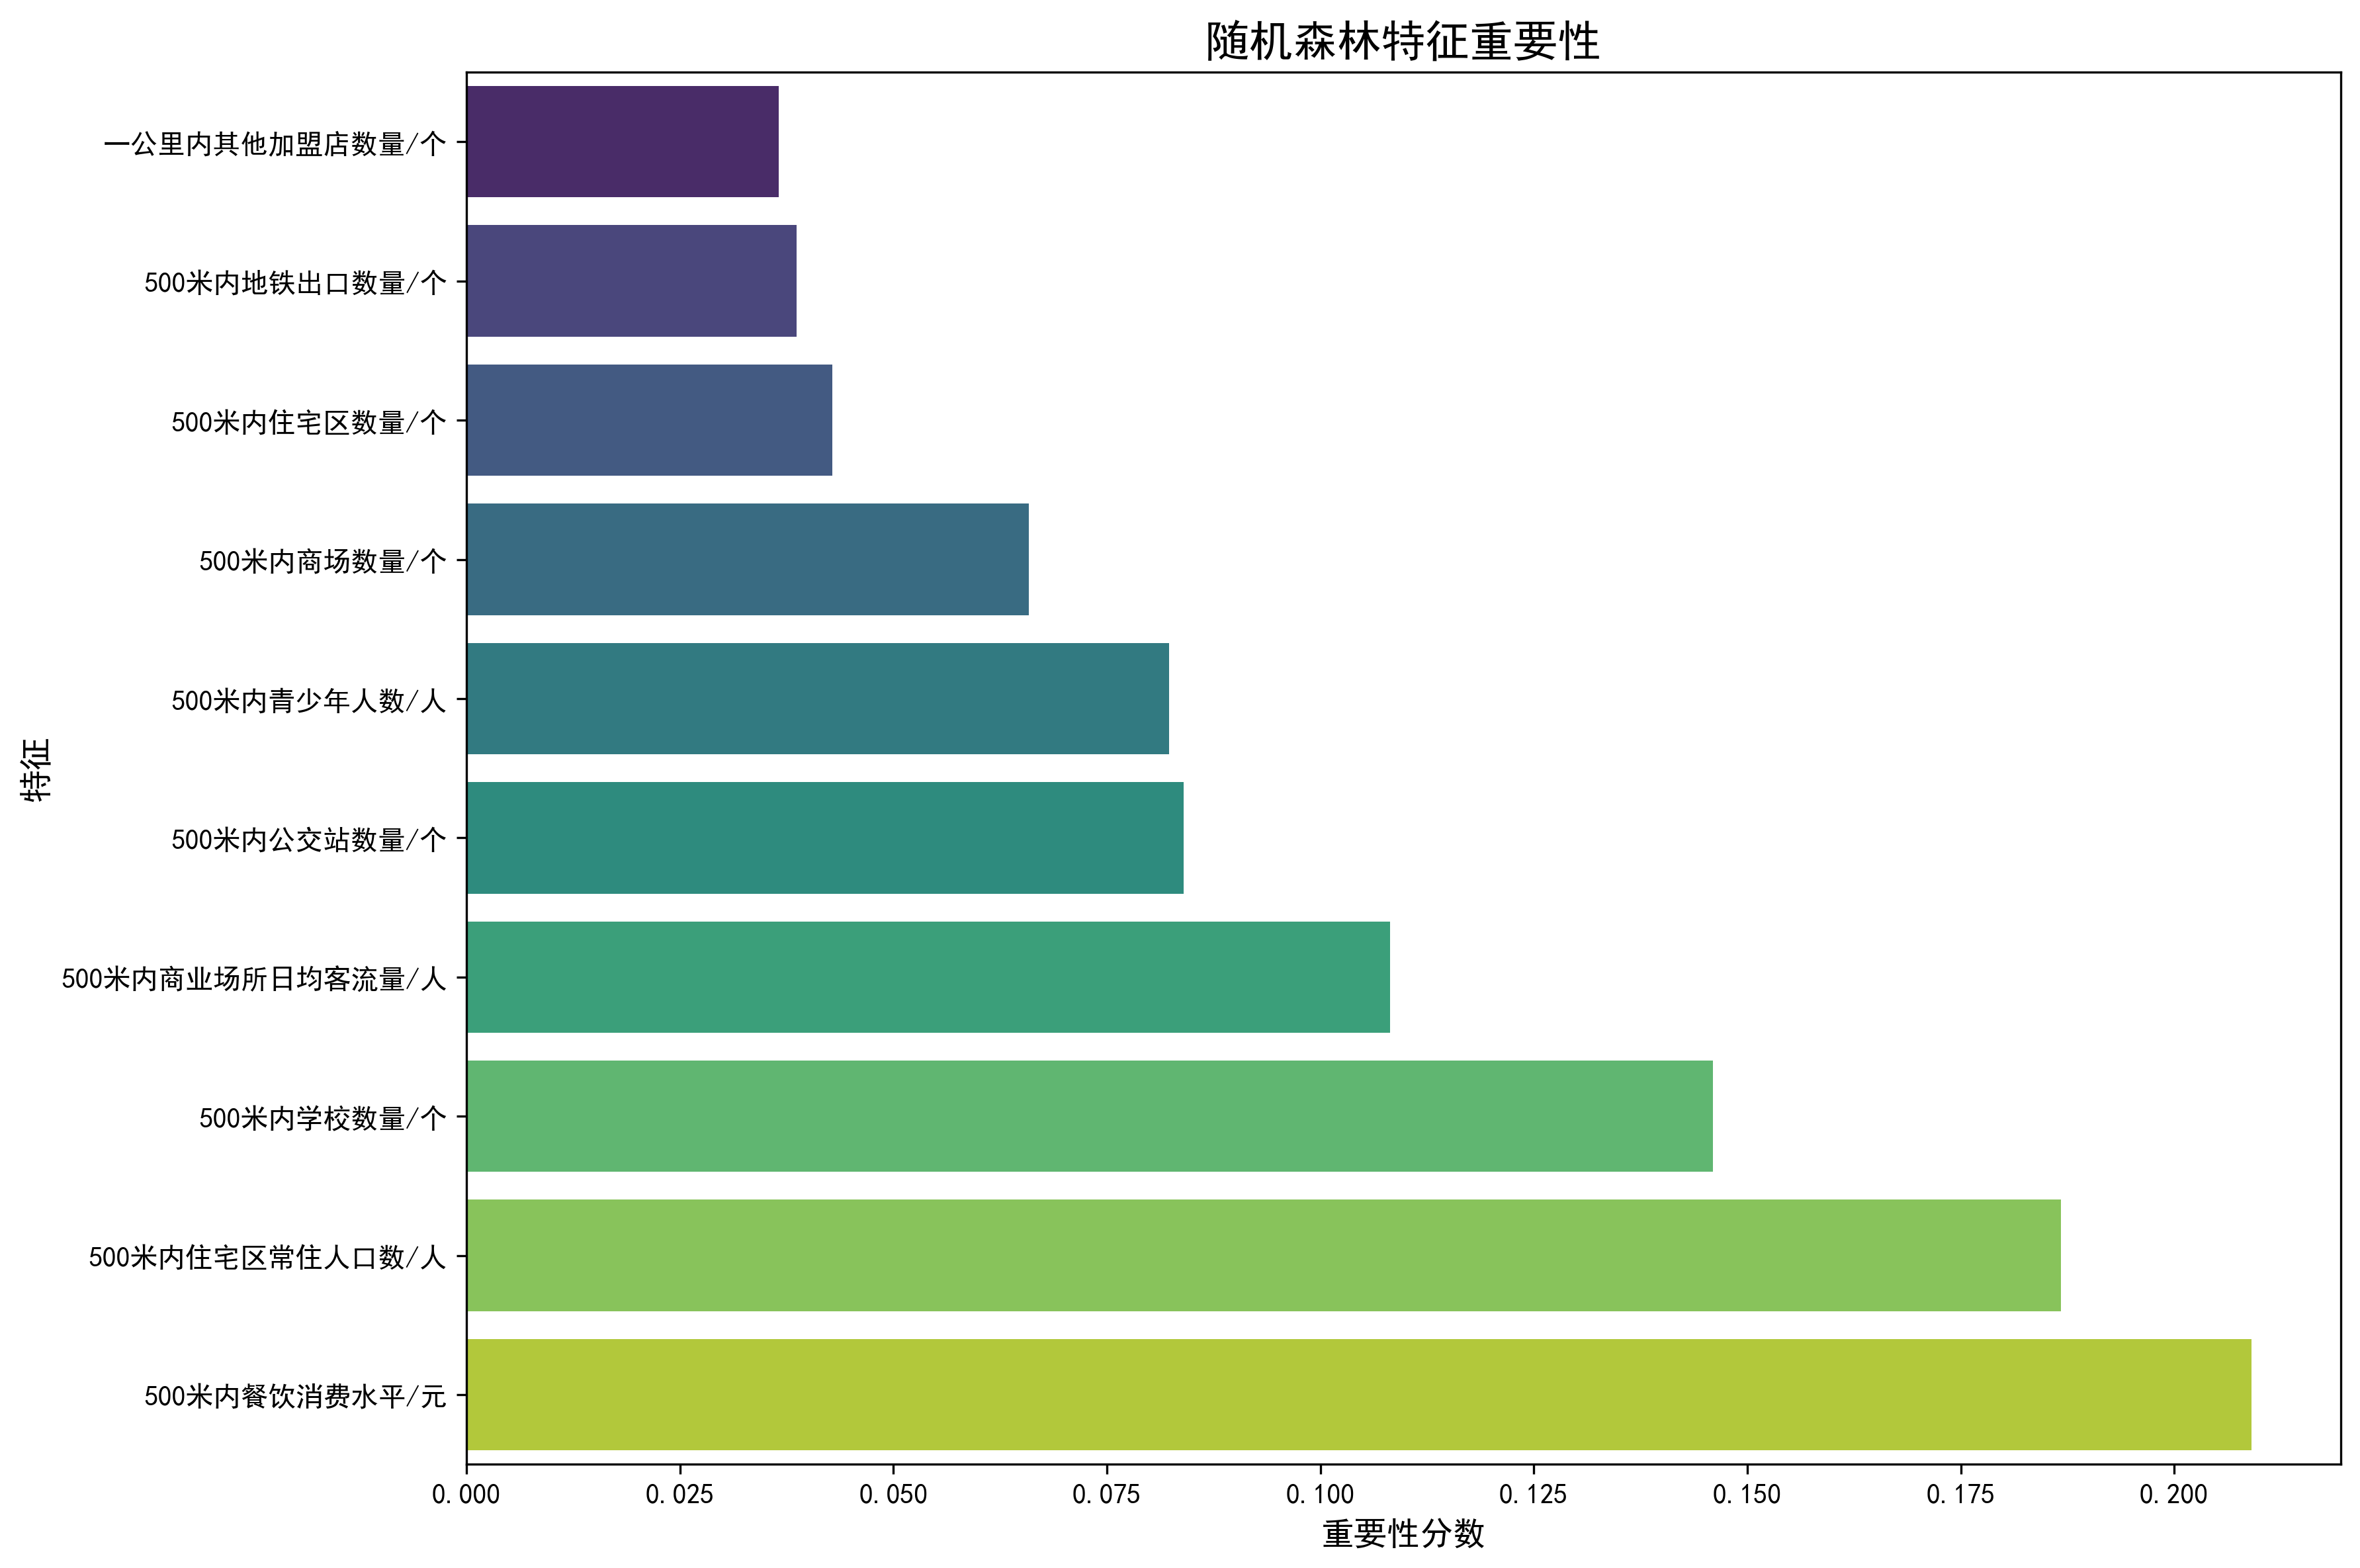 随机森林特征重要性
一公里内其他加盟店数量/个
500米内地铁出口数量/个
500米内住宅区数量/个
500米内商场数量/个
500米内青少年人数/人
500米内公交站数量/个
500米内商业场所日均客流量/人
500米内学校数量/个
500米内住宅区常住人口数/人
500米内餐饮消费水平/元
特征
0.000 0.025 0.050 0.075 0.100 0.125 0.150 0.175 0.200
重要性分数